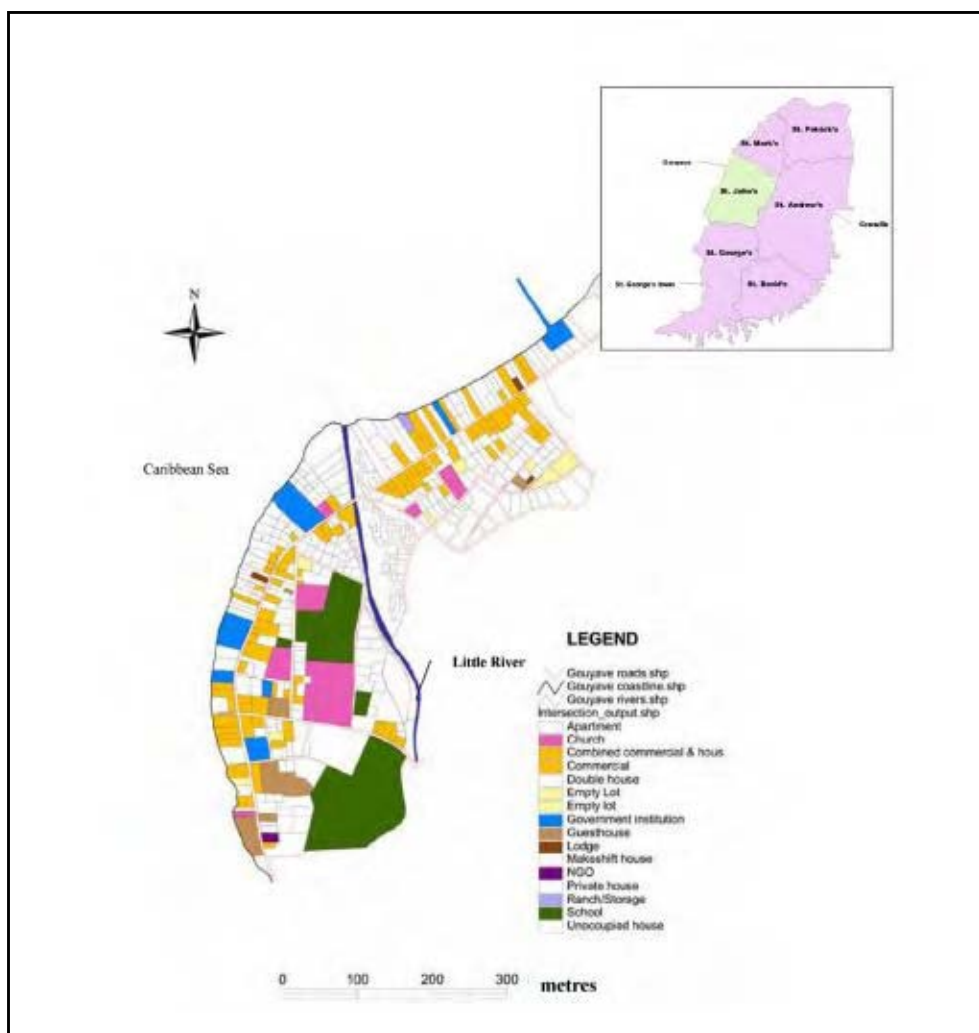 St. Patrick's
St. Mark's
Gouyave
St. John's
St. Andrew's
Grenada
St. George's
St. George's town
St. David's
N
Caribbean Sea
Little River
LEGEND
Gouyave roads.shp
Gouyave coastline.shp
Gouyave rivers.shp
Intersection_output.shp
Apartment
Church
Combined commercial & hous
Commercial
Double house
Empty Lot
Empty lot
Government institution
Guesthouse
Lodge
Makeshift house
NGO
Private house
Ranch/Storage
School
Unoccupied house
0 100 200 300 metres